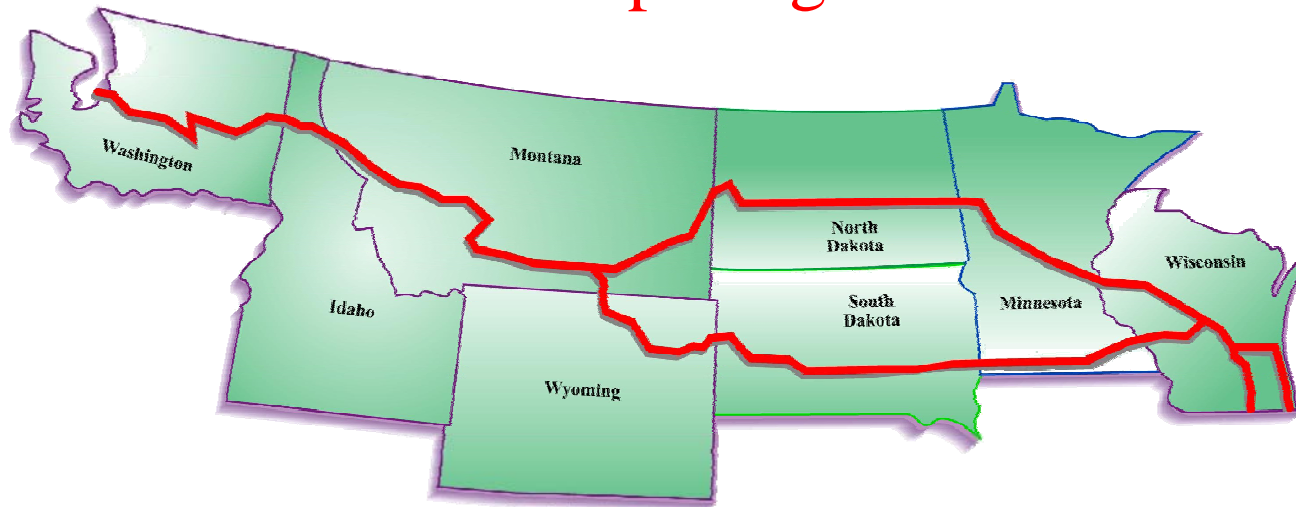 Washington
Montana
North
Dakota
Wisconsin
Idaho
South
Dakota
Minnesota
Wyoming